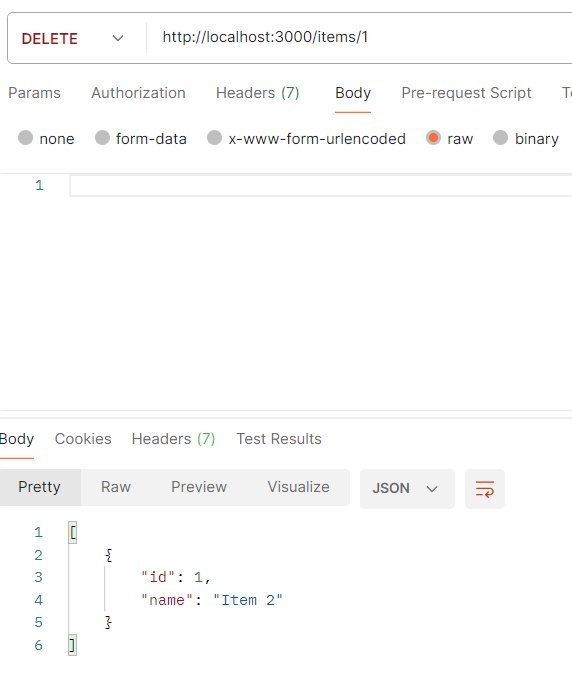 DELETE http://localhost:3000/items/1
Params Authorization Headers (7) Body Pre-request Script
none form-data x-www-form-urlencoded raw binary
1
Body Cookies Headers (7) Test Results
Pretty Raw Preview Visualize JSON
1 [
2 {
3 "id": 1,
4 "name": "Item 2"
5 }
6 ]